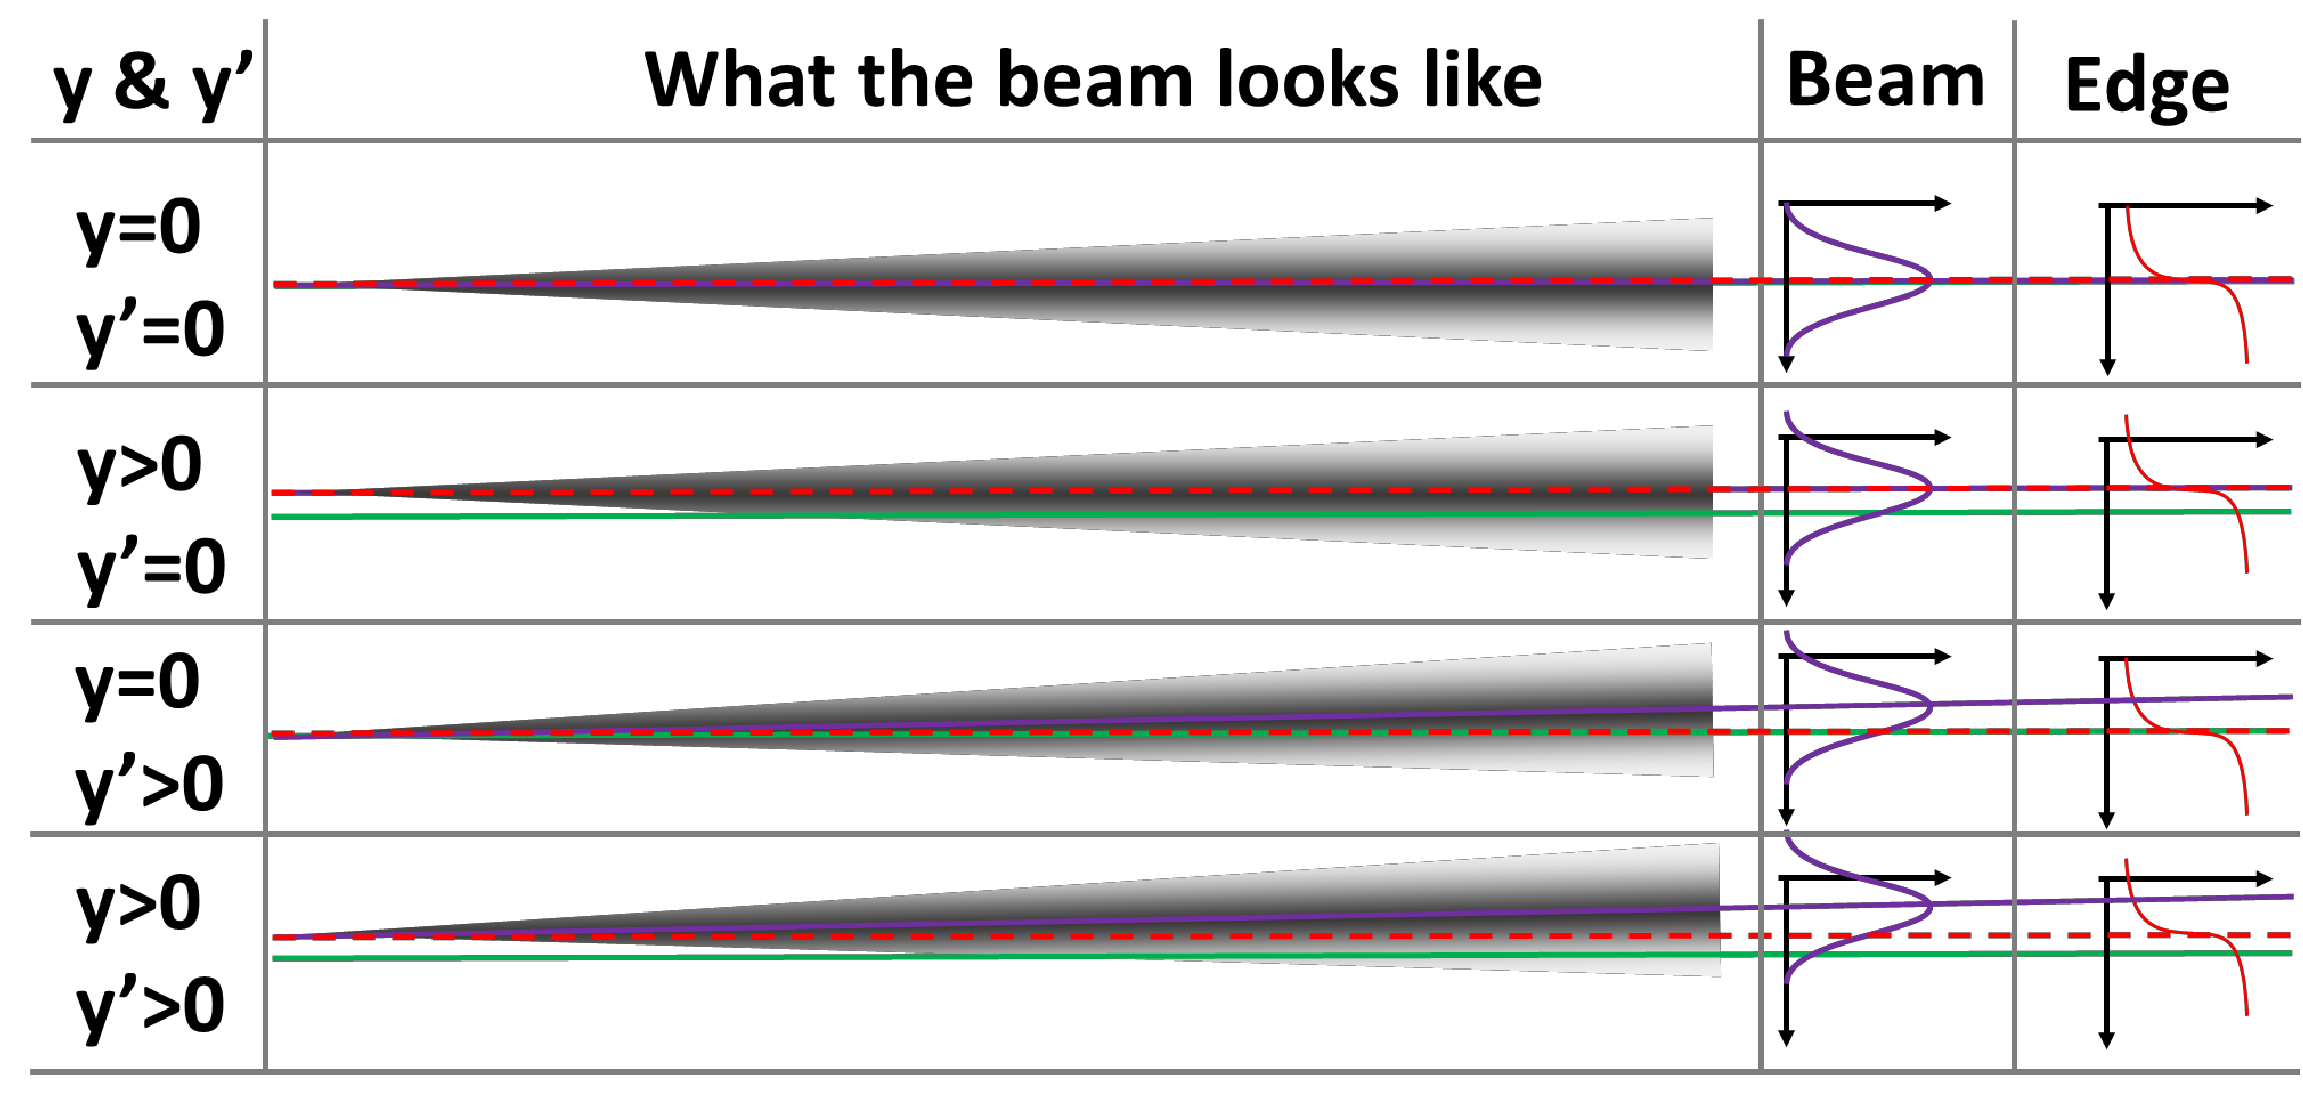 y & y’
What the beam looks like
Beam
Edge
y=0
y’=0
y>0
y’=0
y=0
y’>0
y>0
y’>0